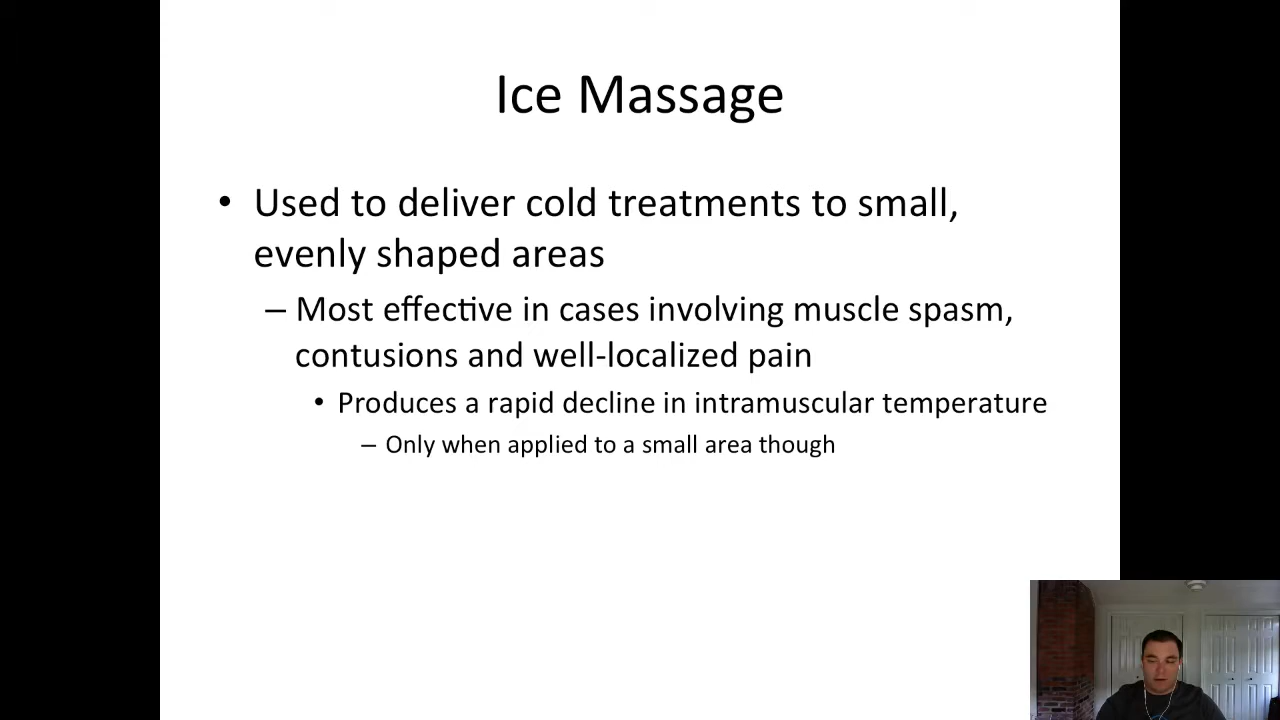 Ice Massage
• Used to deliver cold treatments to small,
evenly shaped areas
– Most effective in cases involving muscle spasm,
contusions and well-localized pain
• Produces a rapid decline in intramuscular temperature
– Only when applied to a small area though